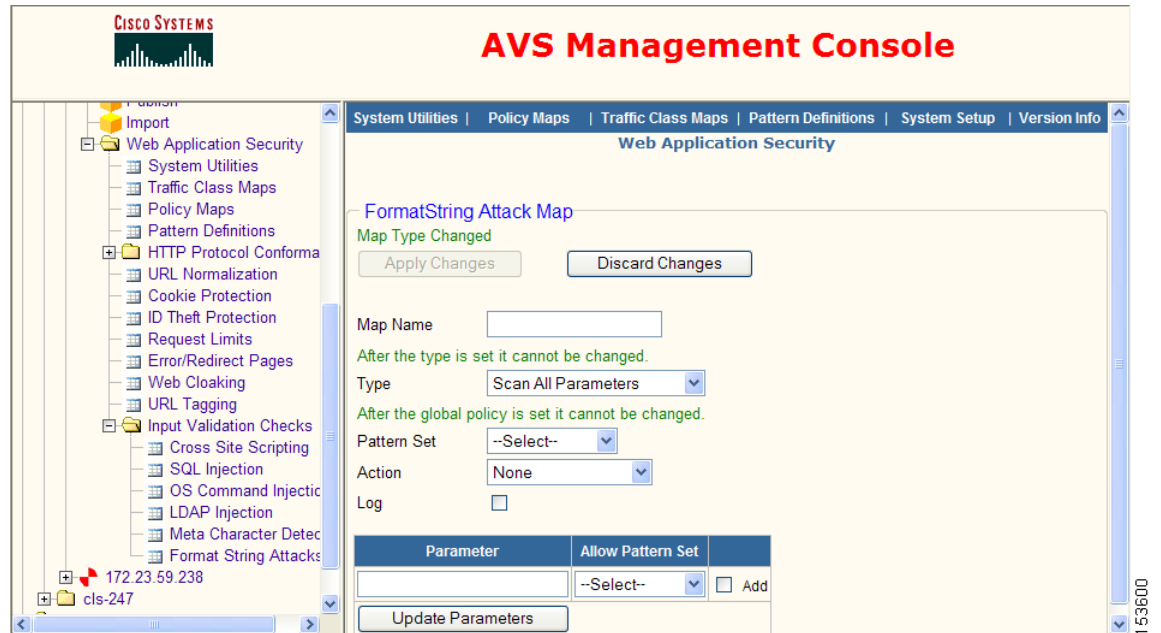 CISCO SYSTEMS
AVS Management Console
Publish
Import
Web Application Security
System Utilities
Traffic Class Maps
Policy Maps
Pattern Definitions
HTTP Protocol Conforma
URL Normalization
Cookie Protection
ID Theft Protection
Request Limits
Error/Redirect Pages
Web Cloaking
URL Tagging
Input Validation Checks
Cross Site Scripting
SQL Injection
OS Command Injectic
LDAP Injection
Meta Character Detec
Format String Attacks
172.23.59.238
cls-247
System Utilities | Policy Maps | Traffic Class Maps | Pattern Definitions | System Setup | Version Info
Web Application Security
FormatString Attack Map
Map Type Changed
Apply Changes Discard Changes
Map Name
After the type is set it cannot be changed.
Type Scan All Parameters
After the global policy is set it cannot be changed.
Pattern Set --Select--
Action None
Log
Parameter Allow Pattern Set
--Select-- Add
Update Parameters
153600